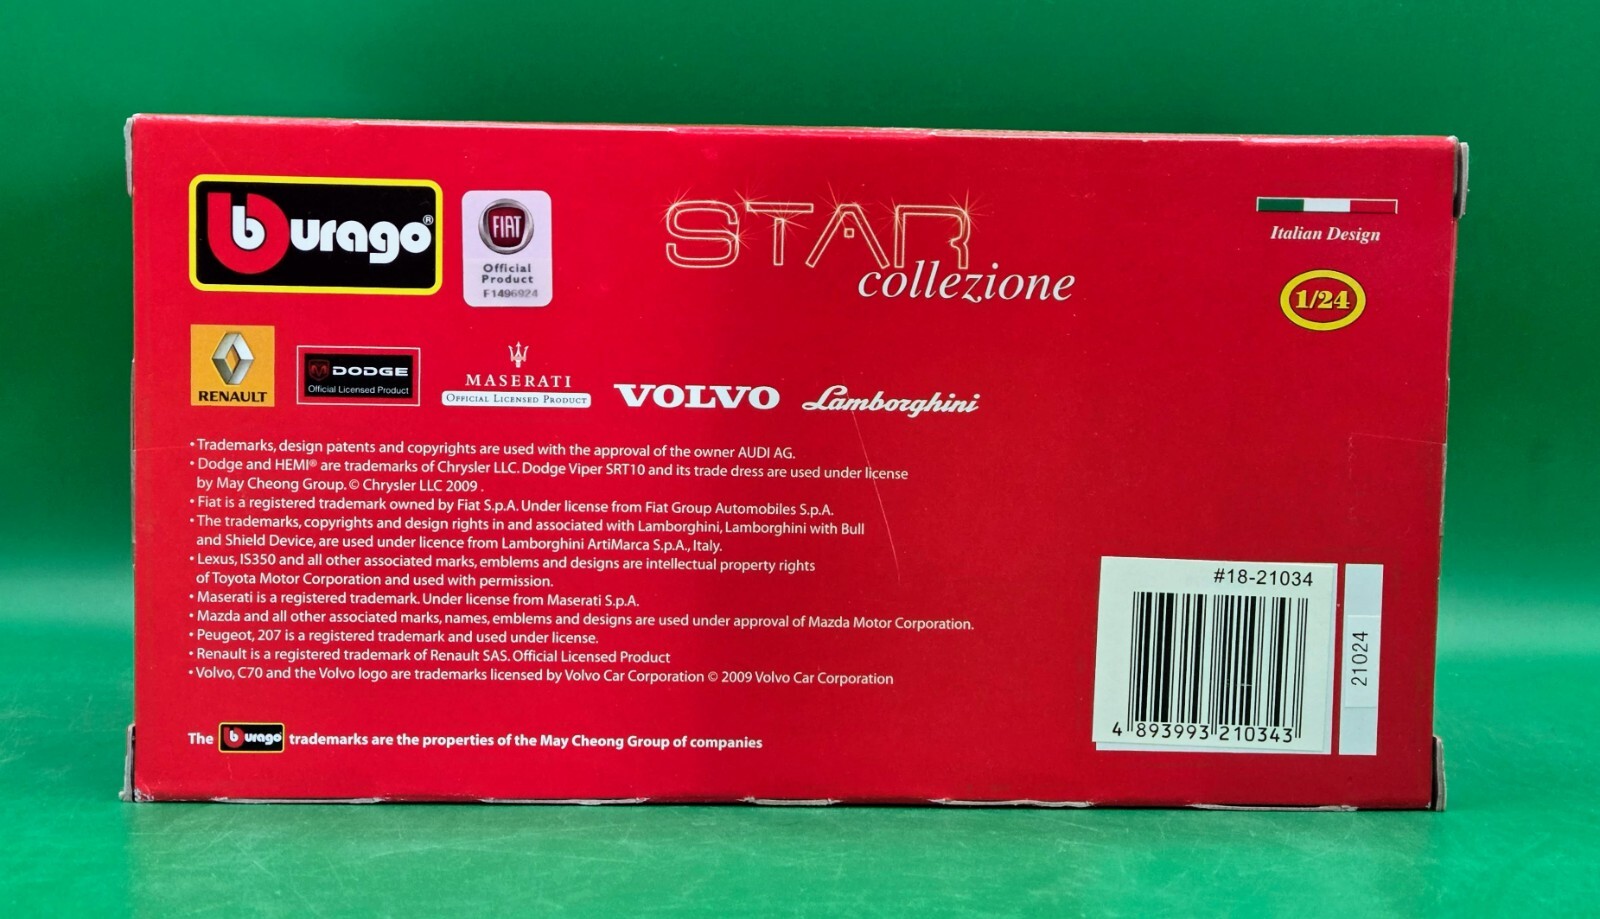 burago®
FIAT
Official
Product
F1496924
STAR
collezione
Italian Design
1/24
RENAULT
DODGE
Official Licensed Product
MASERATI
OFFICIAL LICENSED PRODUCT
VOLVO
Lamborghini
• Trademarks, design patents and copyrights are used with the approval of the owner AUDI AG.
• Dodge and HEMI® are trademarks of Chrysler LLC. Dodge Viper SRT10 and its trade dress are used under license
by May Cheong Group. © Chrysler LLC 2009 .
• Fiat is a registered trademark owned by Fiat S.p.A. Under license from Fiat Group Automobiles S.p.A.
• The trademarks, copyrights and design rights in and associated with Lamborghini, Lamborghini with Bull
and Shield Device, are used under licence from Lamborghini ArtiMarca S.p.A., Italy.
• Lexus, IS350 and all other associated marks, emblems and designs are intellectual property rights
of Toyota Motor Corporation and used with permission.
• Maserati is a registered trademark. Under license from Maserati S.p.A.
• Mazda and all other associated marks, names, emblems and designs are used under approval of Mazda Motor Corporation.
• Peugeot, 207 is a registered trademark and used under license.
• Renault is a registered trademark of Renault SAS. Official Licensed Product
• Volvo, C70 and the Volvo logo are trademarks licensed by Volvo Car Corporation © 2009 Volvo Car Corporation
The burago trademarks are the properties of the May Cheong Group of companies
#18-21034
4 893993 210343
21024